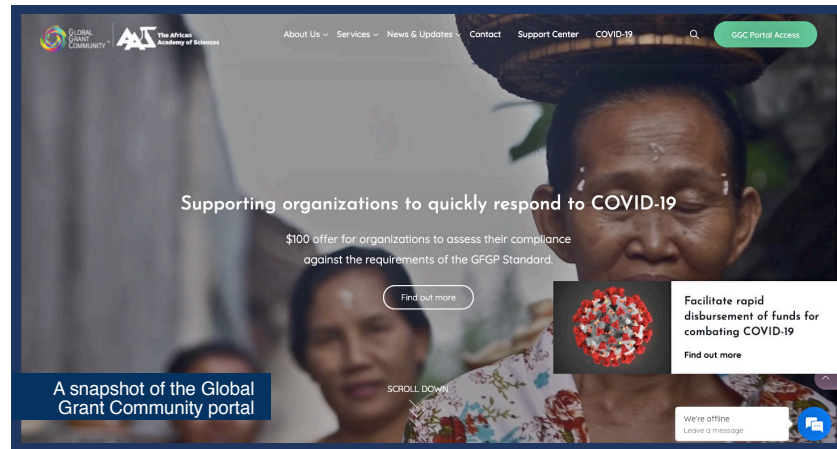 GLOBAL
GRANT
COMMUNITY™
AAS
The African
Academy of Sciences
About Us
Services
News & Updates
Contact
Support Center
COVID-19
GGC Portal Access
Supporting organizations to quickly respond to COVID-19
$100 offer for organizations to assess their compliance
against the requirements of the GFGP Standard.
Find out more
Facilitate rapid
disbursement of funds for
combating COVID-19
Find out more
A snapshot of the Global
Grant Community portal
SCROLL DOWN
We're offline
Leave a message